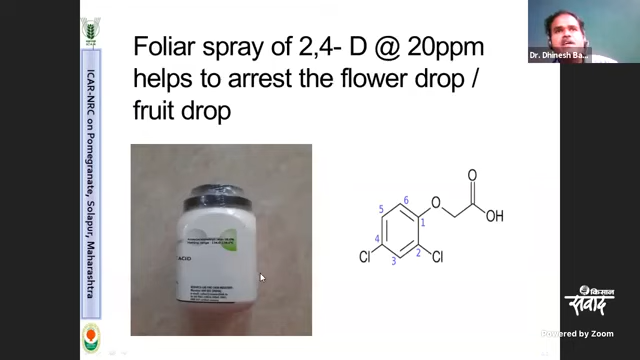 Foliar spray of 2,4- D @ 20ppm
helps to arrest the flower drop /
fruit drop
ICAR-NRC on Pomegranate, Solapur, Maharashtra
Dr. Dhinesh Ba...
ACID
O
O
OH
Cl
Cl
1
2
3
4
5
6
किसान
संवाद
Powered by Zoom